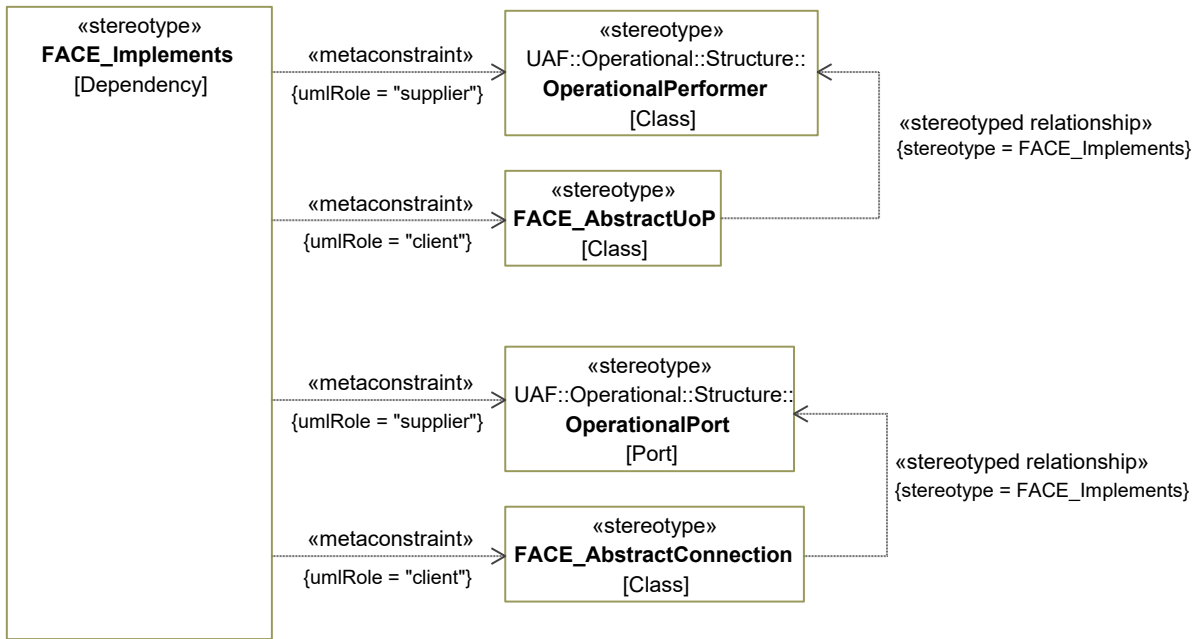 «stereotype»
FACE_Implements
[Dependency]
«metaconstraint»
{umlRole = "supplier"}
«stereotype»
UAF::Operational::Structure::
OperationalPerformer
[Class]
«stereotyped relationship»
{stereotype = FACE_Implements}
«metaconstraint»
{umlRole = "client"}
«stereotype»
FACE_AbstractUoP
[Class]
«metaconstraint»
{umlRole = "supplier"}
«stereotype»
UAF::Operational::Structure::
OperationalPort
[Port]
«stereotyped relationship»
{stereotype = FACE_Implements}
«metaconstraint»
{umlRole = "client"}
«stereotype»
FACE_AbstractConnection
[Class]